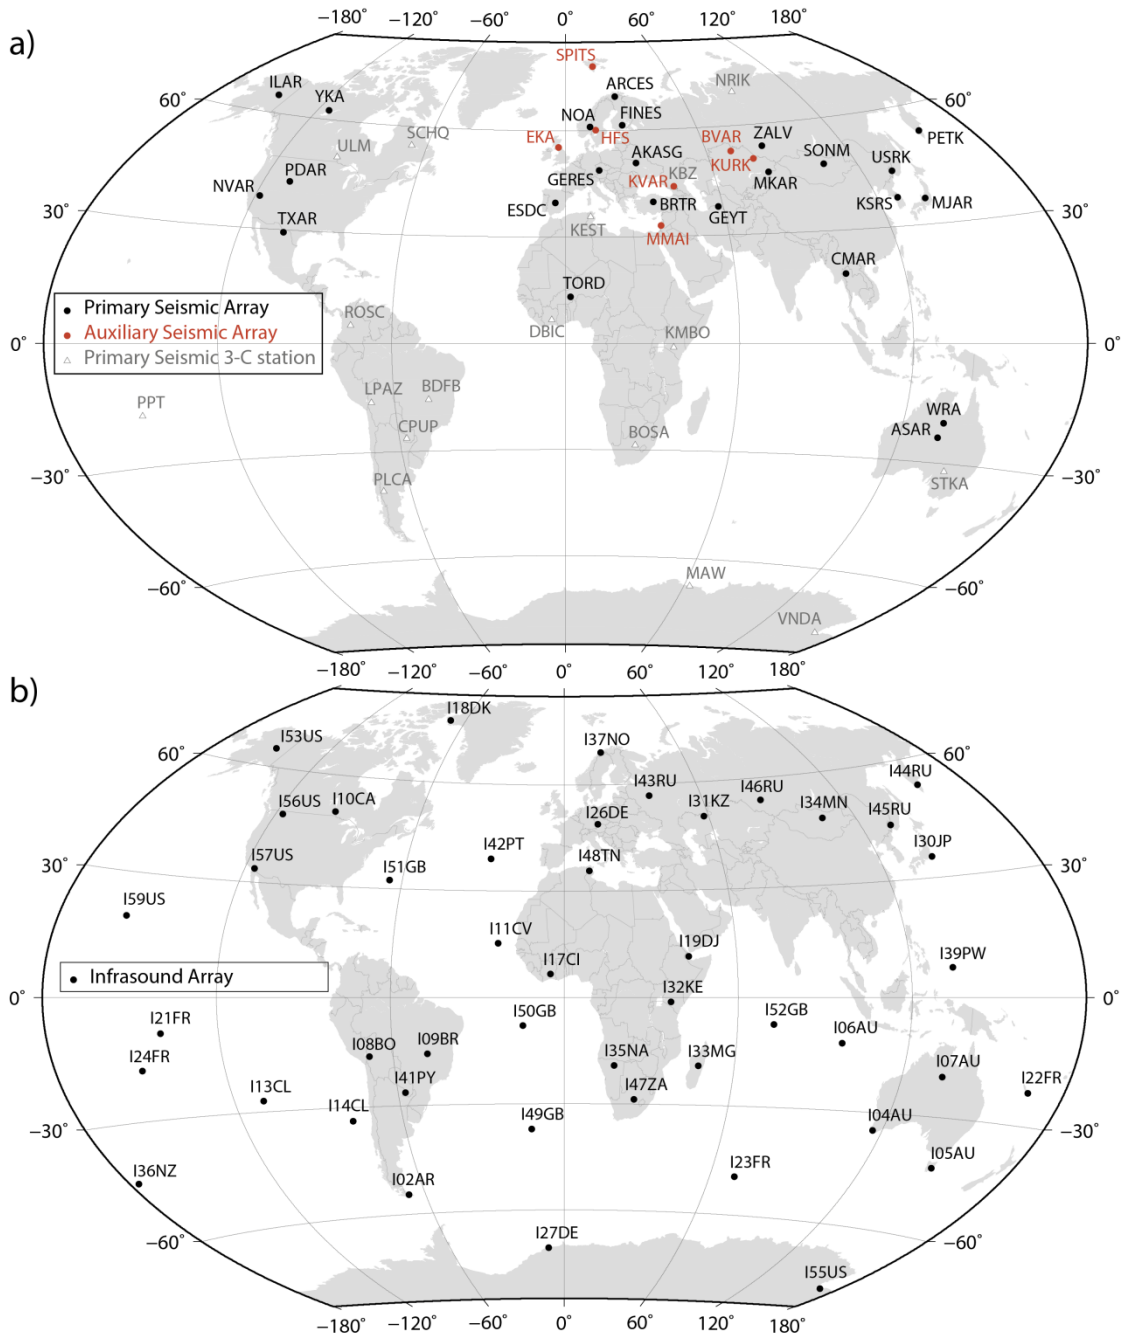 a)
−180° −120° −60° 0 60° 120° 180°
SPITS
ILAR
YKA
ARCES
NRIK
60°
60°
NOA
FINES
EKA
HFS
BVAR
ZALV
PETK
SCHQ
ULM
AKASG
KURK
SONM
USRK
PDAR
GERES
KVAR
KBZ
MKAR
NVAR
ESDC
BRTR
GEYT
KSRS
MJAR
30°
30°
TXAR
KEST
MMAI
CMAR
TORD
Primary Seismic Array
Auxiliary Seismic Array
Primary Seismic 3-C station
ROSC
DBIC
KMBO
0°
0°
LPAZ
BDFB
PPT
CPUP
BOSA
WRA
ASAR
−30°
−30°
PLCA
STKA
MAW
−60°
−60°
VNDA
−180° −120° −60° 0° 60° 120° 180°
b)
I18DK
I53US
I37NO
60°
60°
I43RU
I46RU
I44RU
I56US
I10CA
I26DE
I31KZ
I34MN
I45RU
I42PT
I48TN
I30JP
I57US
I51GB
30°
30°
I59US
I11CV
I19DJ
I39PW
I17CI
Infrasound Array
I32KE
0°
0°
I21FR
I50GB
I52GB
I06AU
I08BO
I09BR
I24FR
I35NA
I33MG
I07AU
I13CL
I41PY
I47ZA
I22FR
I14CL
I49GB
I04AU
−30°
−30°
I05AU
I36NZ
I02AR
I23FR
I27DE
−60°
−60°
I55US
−180° −120° −60° 0° 60° 120° 180°